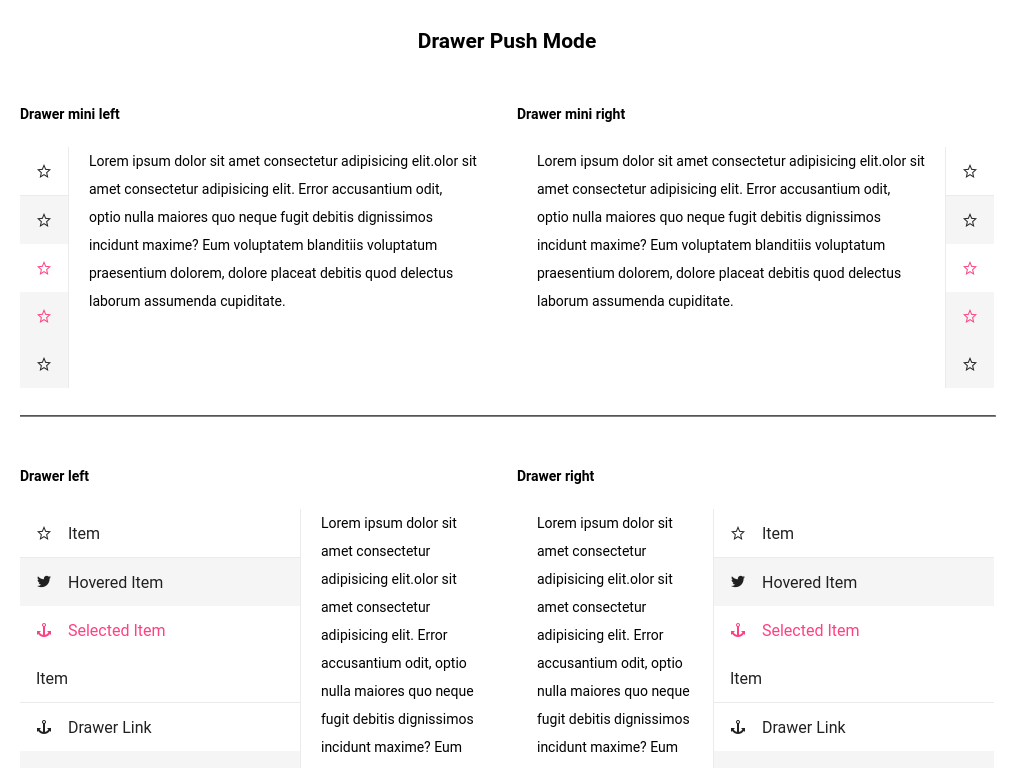 Drawer Push Mode
Drawer mini left
Lorem ipsum dolor sit amet consectetur adipisicing elit.olor sit
amet consectetur adipisicing elit. Error accusantium odit,
optio nulla maiores quo neque fugit debitis dignissimos
incidunt maxime? Eum voluptatem blanditiis voluptatum
praesentium dolorem, dolore placeat debitis quod delectus
laborum assumenda cupiditate.
Drawer mini right
Lorem ipsum dolor sit amet consectetur adipisicing elit.olor sit
amet consectetur adipisicing elit. Error accusantium odit,
optio nulla maiores quo neque fugit debitis dignissimos
incidunt maxime? Eum voluptatem blanditiis voluptatum
praesentium dolorem, dolore placeat debitis quod delectus
laborum assumenda cupiditate.
Drawer left
Item
Hovered Item
Selected Item
Item
Drawer Link
Lorem ipsum dolor sit
amet consectetur
adipisicing elit.olor sit
amet consectetur
adipisicing elit. Error
accusantium odit, optio
nulla maiores quo neque
fugit debitis dignissimos
incidunt maxime? Eum
Drawer right
Lorem ipsum dolor sit
amet consectetur
adipisicing elit.olor sit
amet consectetur
adipisicing elit. Error
accusantium odit, optio
nulla maiores quo neque
fugit debitis dignissimos
incidunt maxime? Eum
Item
Hovered Item
Selected Item
Item
Drawer Link